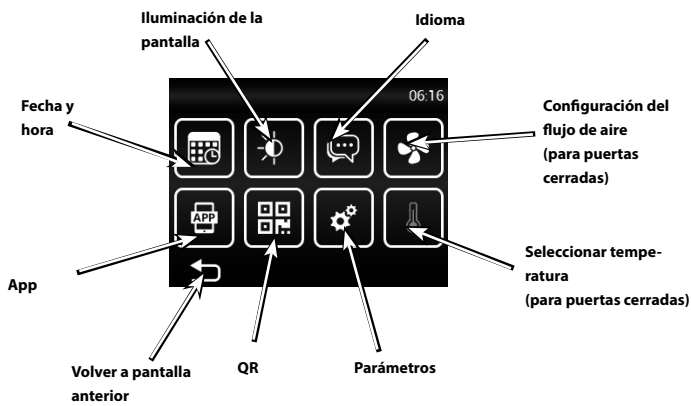 Iluminación de la
pantalla
Idioma
Fecha y
hora
06:16
Configuración del
flujo de aire
(para puertas
cerradas)
APP
App
Seleccionar tempe-
ratura
(para puertas cerradas)
Volver a pantalla
anterior
QR
Parámetros